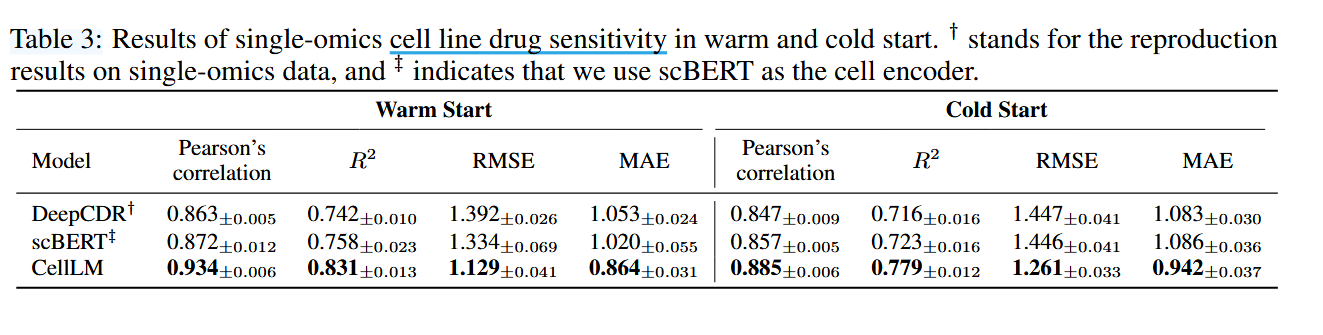 Table 3: Results of single-omics cell line drug sensitivity in warm and cold start. † stands for the reproduction
results on single-omics data, and ‡ indicates that we use scBERT as the cell encoder.
Warm Start Cold Start
Model Pearson's correlation R² RMSE MAE Pearson's correlation R² RMSE MAE
DeepCDR† 0.863±0.005 0.742±0.010 1.392±0.026 1.053±0.024 0.847±0.009 0.716±0.016 1.447±0.041 1.083±0.030
scBERT‡ 0.872±0.012 0.758±0.023 1.334±0.069 1.020±0.055 0.857±0.005 0.723±0.016 1.446±0.041 1.086±0.036
CellLM 0.934±0.006 0.831±0.013 1.129±0.041 0.864±0.031 0.885±0.006 0.779±0.012 1.261±0.033 0.942±0.037